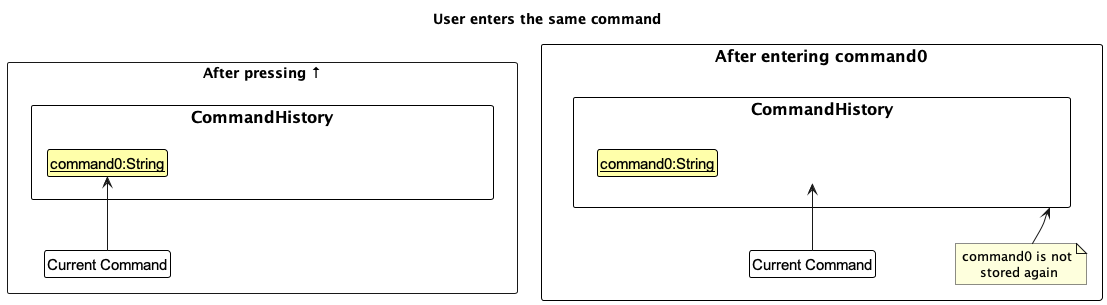 User enters the same command
After pressing ↑
CommandHistory
command0:String
Current Command
After entering command0
CommandHistory
command0:String
Current Command
command0 is not
stored again